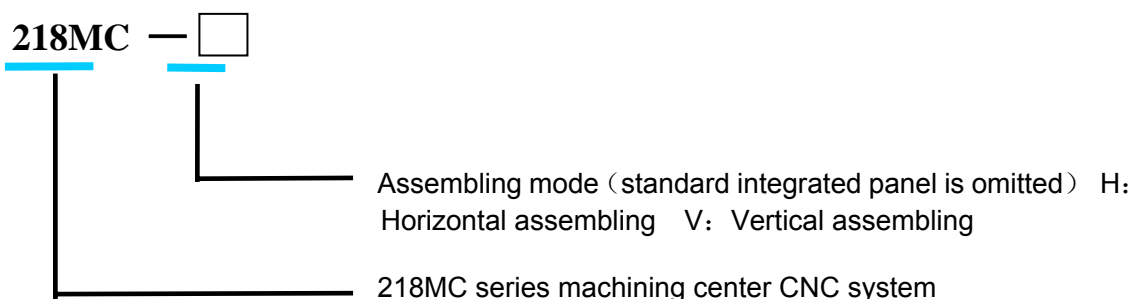 218MC — □
Assembling mode（standard integrated panel is omitted） H：
Horizontal assembling V：Vertical assembling
218MC series machining center CNC system